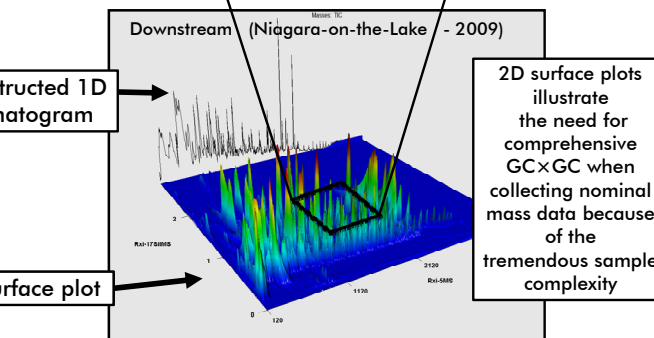 Masses: TIC
Downstream (Niagara-on-the-Lake - 2009)
tructed 1D
natogram
2D surface plots
illustrate
the need for
comprehensive
GC×GC when
collecting nominal
mass data because
of the
tremendous sample
complexity
2
Rxi-17SilMS
1
2120
Rxi-5MS
urface plot
1120
0
120